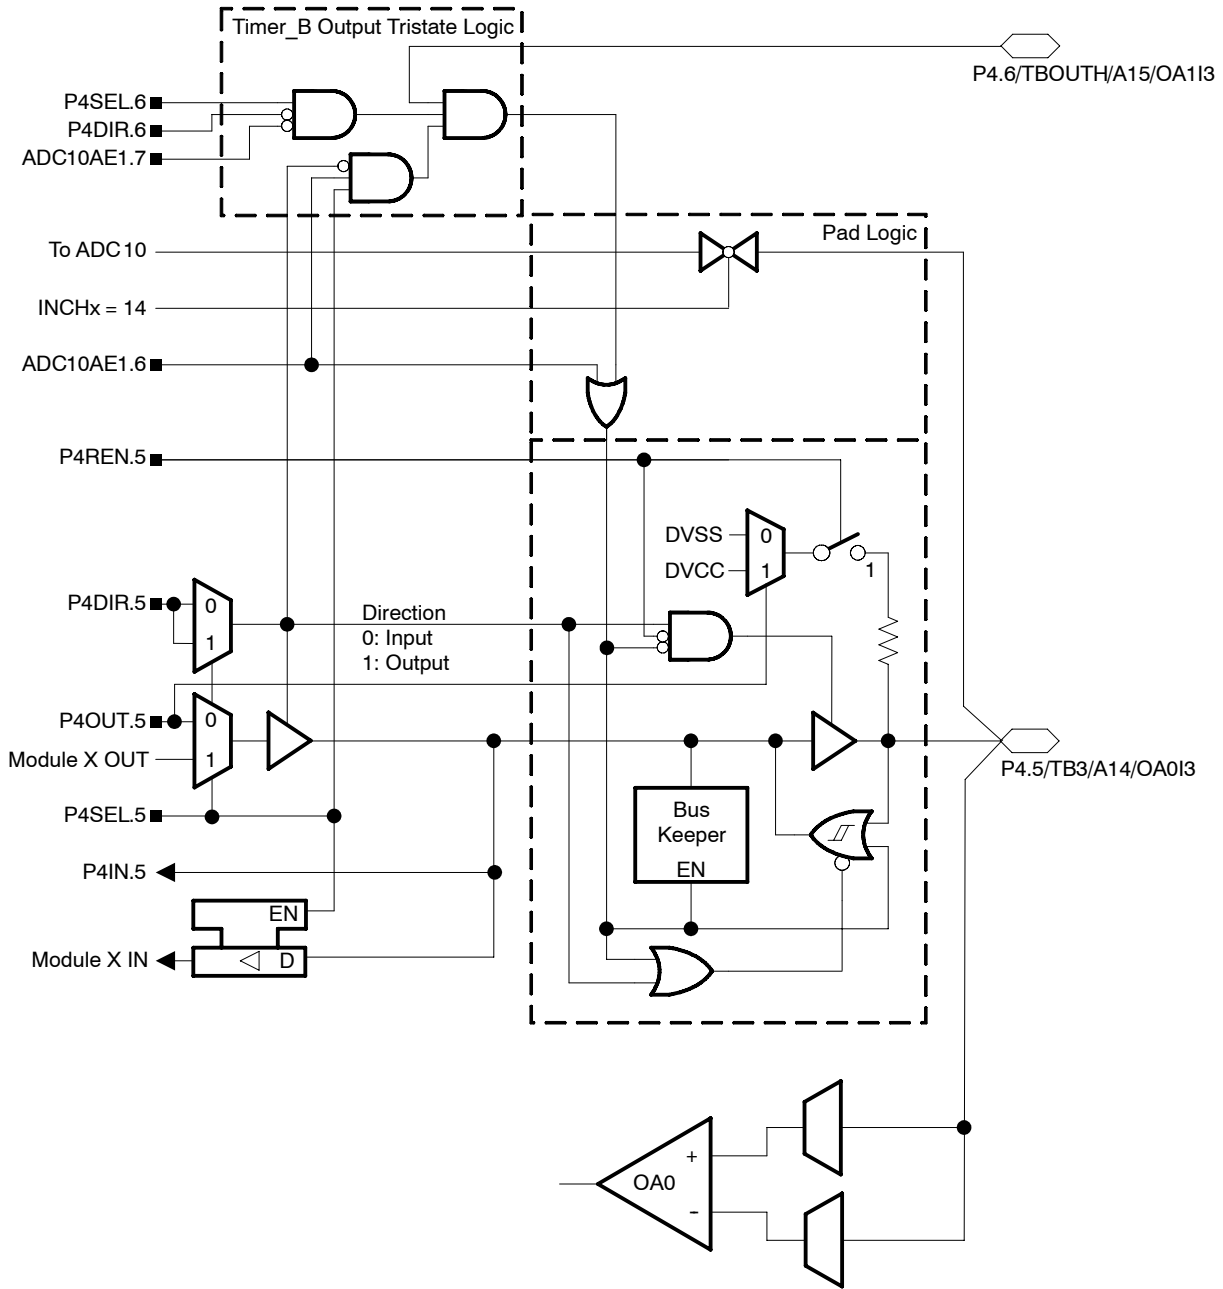 Timer_B Output Tristate Logic
P4.6/TBOUTH/A15/OA1I3
P4SEL.6
P4DIR.6
ADC10AE1.7
Pad Logic
To ADC10
INCHx = 14
ADC10AE1.6
P4REN.5
DVSS
0
DVCC
1
1
P4DIR.5
0
1
Direction
0: Input
1: Output
P4OUT.5
0
Module X OUT
1
P4.5/TB3/A14/OA0I3
P4SEL.5
Bus
Keeper
EN
P4IN.5
EN
Module X IN
D
+
OA0
-